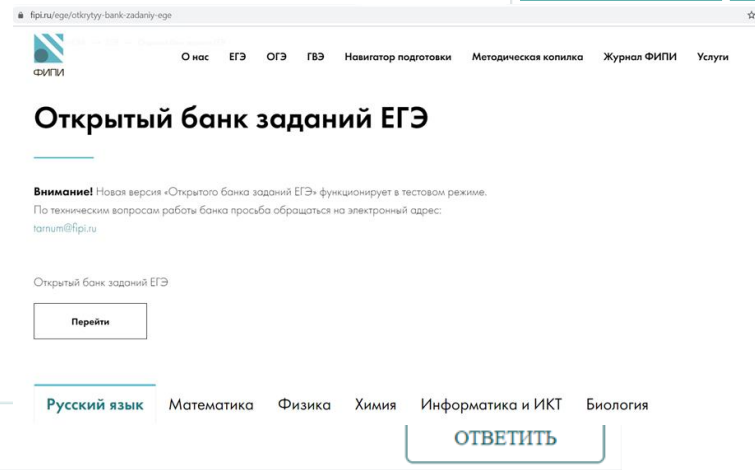 fipi.ru/ege/otkrytyy-bank-zadaniy-ege
ФИПИ
О нас ЕГЭ ОГЭ ГВЭ Навигатор подготовки Методическая копилка Журнал ФИПИ Услуги
Открытый банк заданий ЕГЭ
Внимание! Новая версия «Открытого банка заданий ЕГЭ» функционирует в тестовом режиме.
По техническим вопросам работы банка просьба обращаться на электронный адрес:
tarnum@fipi.ru
Открытый банк заданий ЕГЭ
Перейти
Русский язык Математика Физика Химия Информатика и ИКТ Биология
ОТВЕТИТЬ